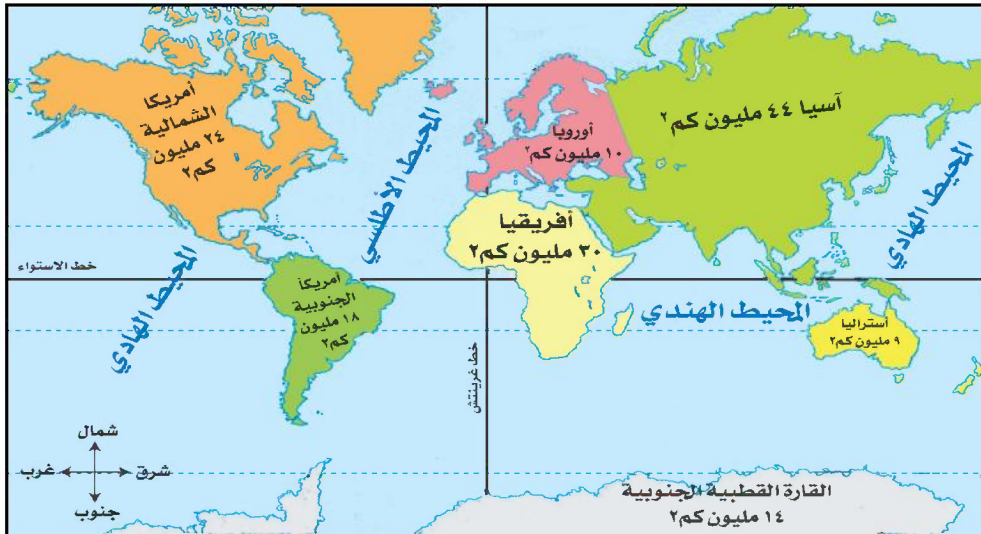 أمريكا
الشمالية
٢٤ مليون
كم٢
أوروبا
١٠ مليون كم٢
آسيا ٤٤ مليون كم٢
المحيط الأطلسي
المحيط الهادي
أفريقيا
٣٠ مليون كم٢
خط الاستواء
أمريكا
الجنوبية
١٨ مليون
كم٢
المحيط الهادي
المحيط الهندي
أستراليا
٩ مليون كم٢
خط غرينتش
شمال
غرب
شرق
جنوب
القارة القطبية الجنوبية
١٤ مليون كم٢